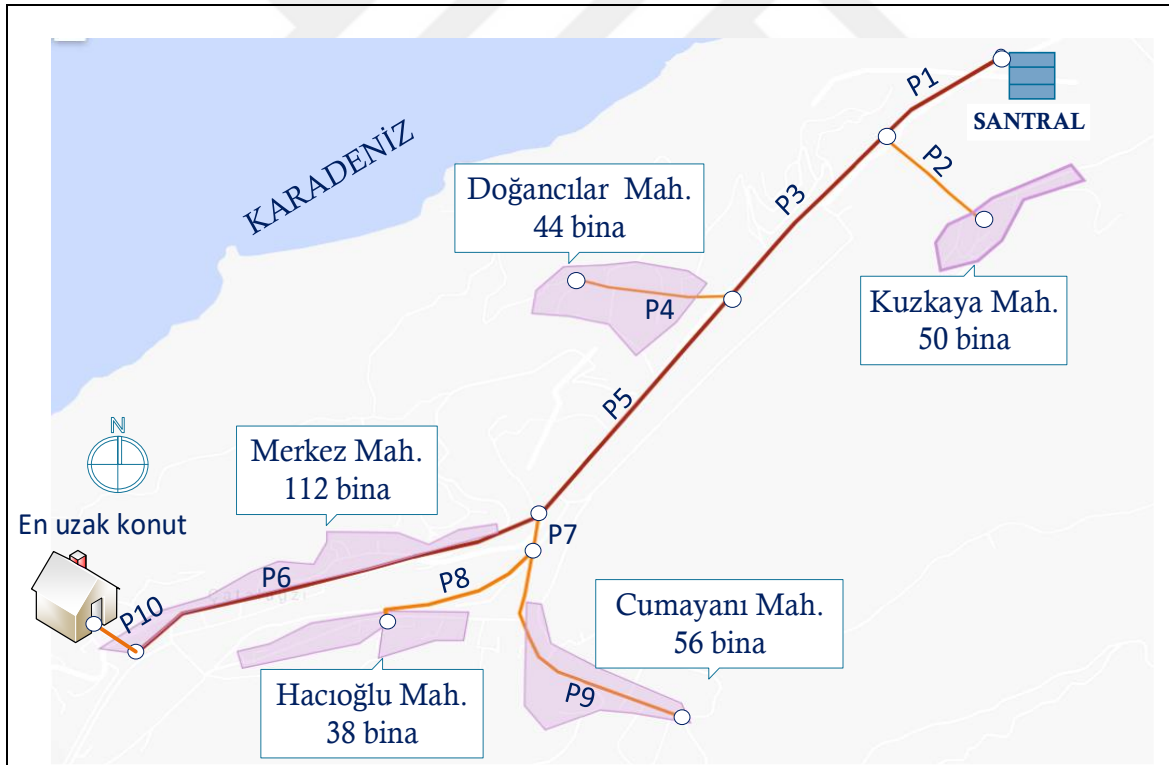 P1
SANTRAL
P2
KARADENİZ
Doğancılar Mah.
44 bina
P3
P4
Kuzkaya Mah.
50 bina
P5
N
Merkez Mah.
112 bina
En uzak konut
P7
P6
P8
P10
Cumayanı Mah.
56 bina
P9
Hacıoğlu Mah.
38 bina